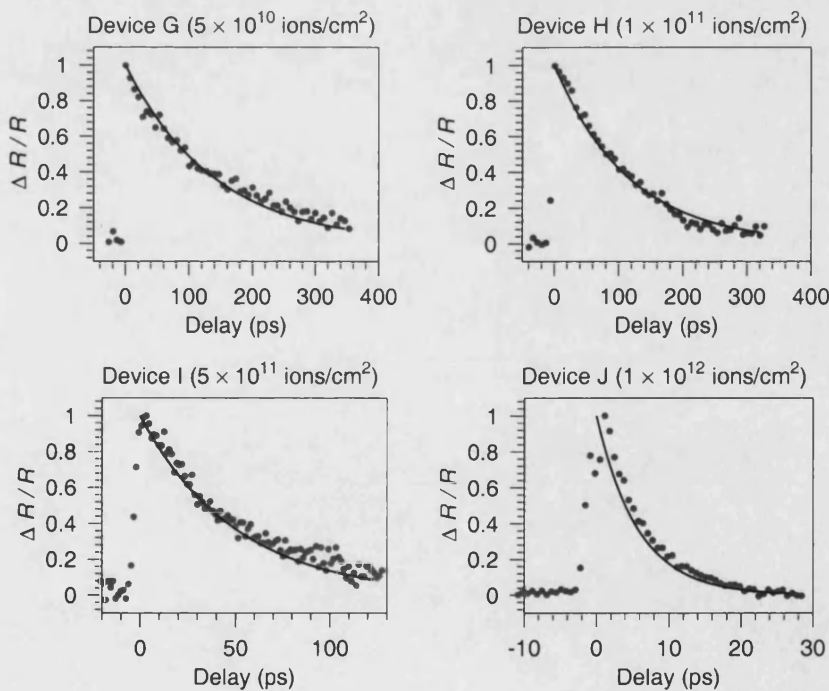 Device G (5 × 10¹⁰ ions/cm²)
1
0.8
0.6
0.4
0.2
0
Δ R / R
0 100 200 300 400
Delay (ps)
Device H (1 × 10¹¹ ions/cm²)
1
0.8
0.6
0.4
0.2
0
Δ R / R
0 100 200 300 400
Delay (ps)
Device I (5 × 10¹¹ ions/cm²)
1
0.8
0.6
0.4
0.2
0
Δ R / R
0 50 100
Delay (ps)
Device J (1 × 10¹² ions/cm²)
1
0.8
0.6
0.4
0.2
0
Δ R / R
-10 0 10 20 30
Delay (ps)